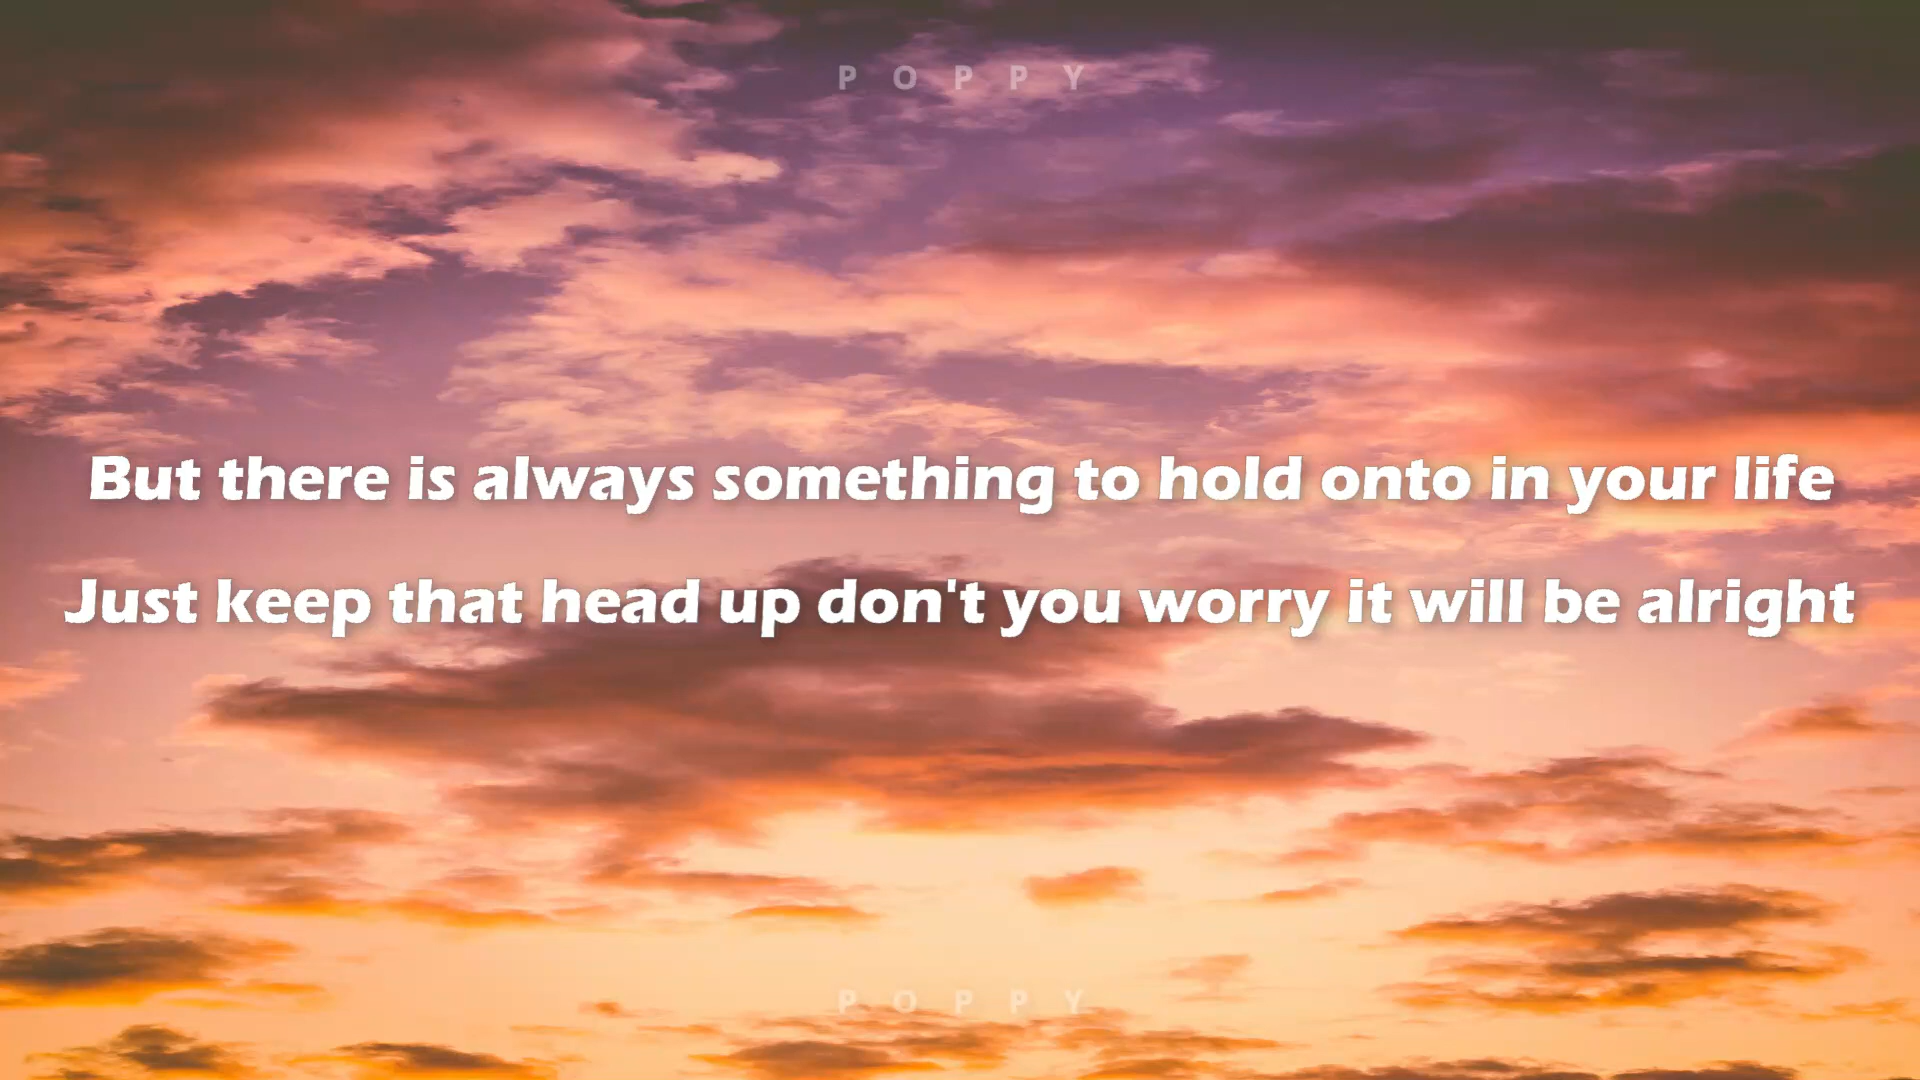 P O P P Y
But there is always something to hold onto in your life
Just keep that head up don't you worry it will be alright
P O P P Y